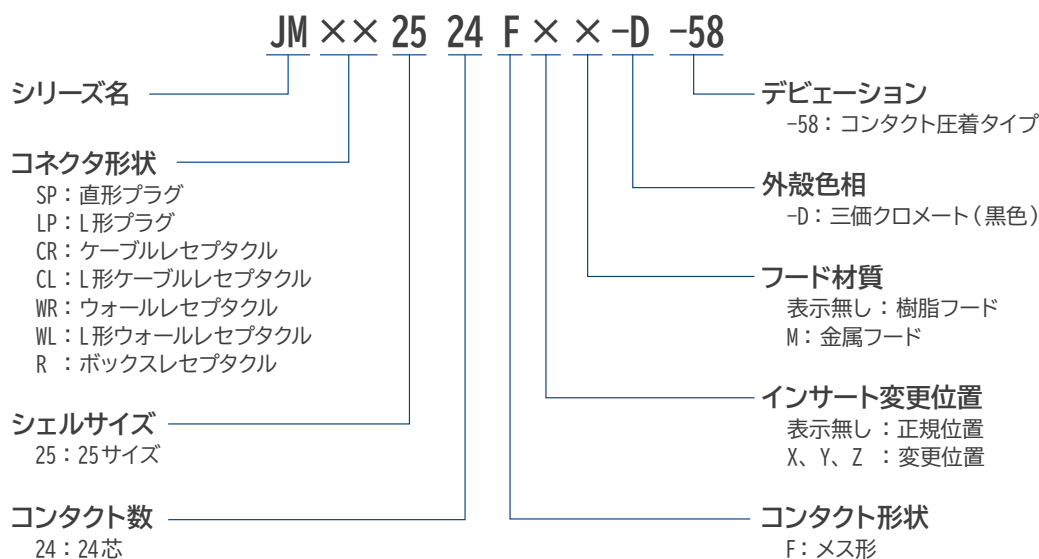 JM ×× 25 24 F × × -D -58
シリーズ名
コネクタ形状
SP：直形プラグ
LP：L形プラグ
CR：ケーブルレセプタクル
CL：L形ケーブルレセプタクル
WR：ウォールレセプタクル
WL：L形ウォールレセプタクル
R ：ボックスレセプタクル
シェルサイズ
25：25サイズ
コンタクト数
24：24芯
デビェーション
-58：コンタクト圧着タイプ
外殻色相
-D：三価クロメート（黒色）
フード材質
表示無し：樹脂フード
M：金属フード
インサート変更位置
表示無し：正規位置
X、Y、Z ：変更位置
コンタクト形状
F：メス形